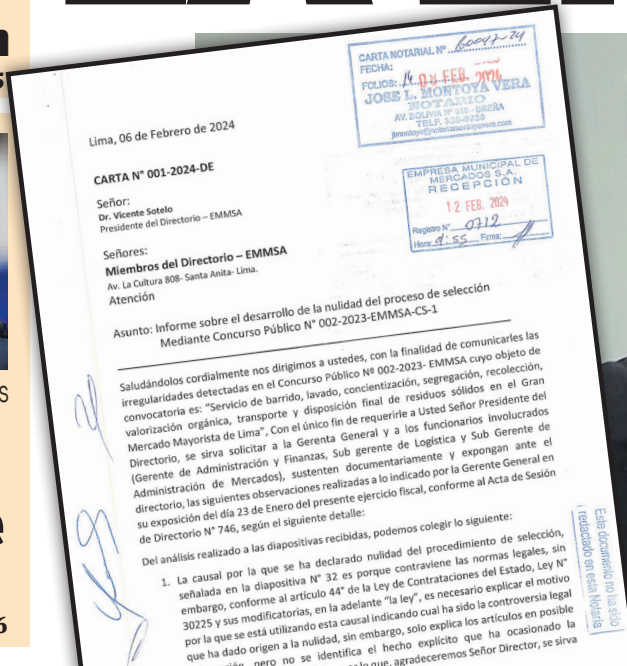 CARTA NOTARIAL Nº 60047-24
FECHA:
FOLIOS: 14 08 FEB. 2024
JOSE L. MONTOYA VERA
NOTARIO
AV. BOLIVIA Nº - BREÑA
TELF.
EMPRESA MUNICIPAL DE
MERCADOS S.A.
RECEPCIÓN
12 FEB. 2024
Registro Nº 0712
Hora: 9:55 Firma:
Lima, 06 de Febrero de 2024
CARTA N° 001-2024-DE
Señor:
Dr. Vicente Sotelo
Presidente del Directorio – EMMSA
Señores:
Miembros del Directorio – EMMSA
Av. La Cultura 808- Santa Anita- Lima.
Atención
Asunto: Informe sobre el desarrollo de la nulidad del proceso de selección
Mediante Concurso Público N° 002-2023-EMMSA-CS-1
Saludándolos cordialmente nos dirigimos a ustedes, con la finalidad de comunicarles las
irregularidades detectadas en el Concurso Público Nº 002-2023- EMMSA cuyo objeto de
convocatoria es: "Servicio de barrido, lavado, concientización, segregación, recolección,
valorización orgánica, transporte y disposición final de residuos sólidos en el Gran
Mercado Mayorista de Lima", Con el único fin de requerirle a Usted Señor Presidente del
Directorio, se sirva solicitar a la Gerenta General y a los funcionarios involucrados
(Gerente de Administración y Finanzas, Sub gerente de Logística y Sub Gerente de
Administración de Mercados), sustenten documentariamente y expongan ante el
directorio, las siguientes observaciones realizadas a lo indicado por la Gerente General en
su exposición del día 23 de Enero del presente ejercicio fiscal, conforme al Acta de Sesión
de Directorio N° 746, según el siguiente detalle:
Del análisis realizado a las diapositivas recibidas, podemos colegir lo siguiente:
1. La causal por la que se ha declarado nulidad del procedimiento de selección,
señalada en la diapositiva N° 32 es porque contraviene las normas legales, sin
embargo, conforme al artículo 44° de la Ley de Contrataciones del Estado, Ley N°
30225 y sus modificatorias, en la adelante "la ley", es necesario explicar el motivo
por la que se está utilizando esta causal indicando cual ha sido la controversia legal
que ha dado origen a la nulidad, sin embargo, solo explica los artículos en posible
pero no se identifica el hecho explícito que ha ocasionado la
lo que, agradeceremos Señor Director, se sirva
Este documento no ha sido
redactado en esta Notaría